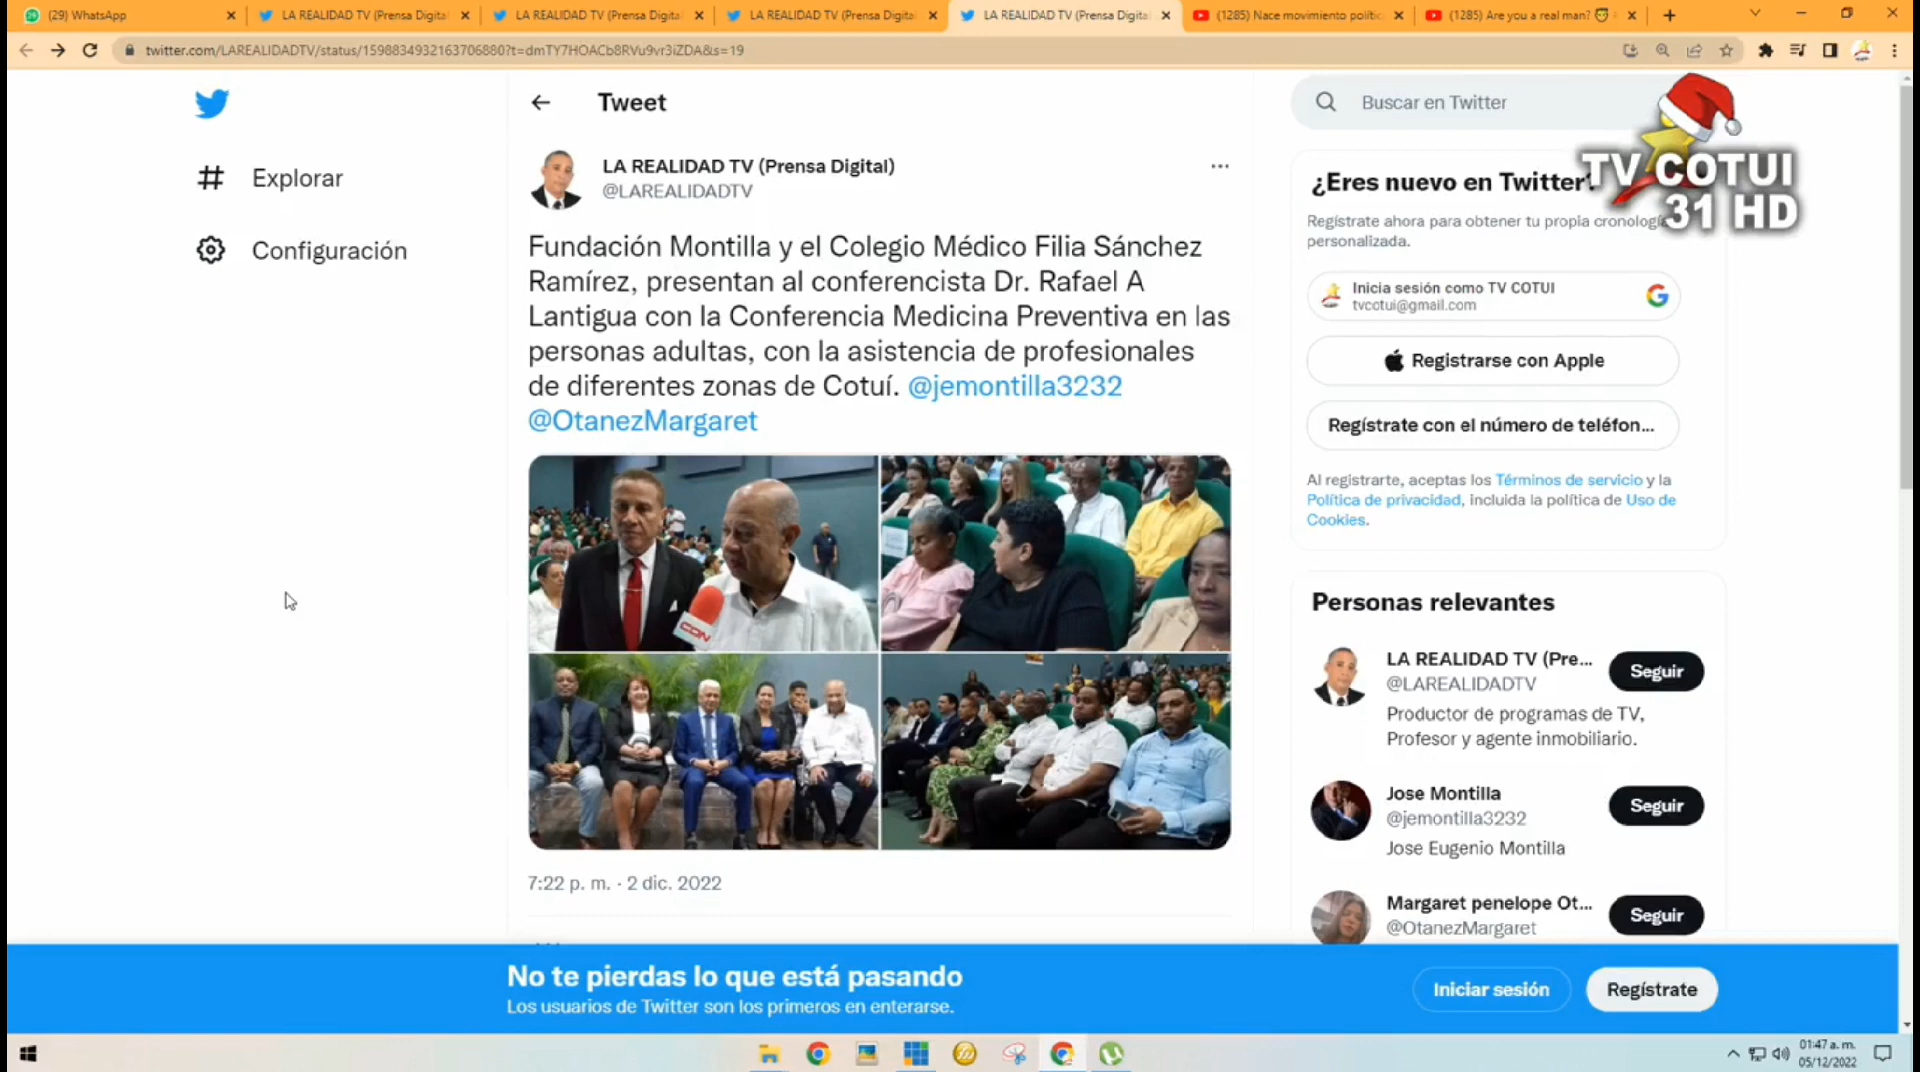 (29) WhatsApp
LA REALIDAD TV (Prensa Digital
LA REALIDAD TV (Prensa Digita
LA REALIDAD TV (Prensa Digital
LA REALIDAD TV (Prensa Digita
(1285) Nace movimiento polític
(1285) Are you a real man?
twitter.com/LAREALIDADTV/status/1598834932163706880?t=dmTY7HOACb8RVu9vr3iZDA&s=19
Explorar
Configuración
Tweet
LA REALIDAD TV (Prensa Digital)
@LAREALIDADTV
Fundación Montilla y el Colegio Médico Filia Sánchez
Ramírez, presentan al conferencista Dr. Rafael A
Lantigua con la Conferencia Medicina Preventiva en las
personas adultas, con la asistencia de profesionales
de diferentes zonas de Cotuí. @jemontilla3232
@OtanezMargaret
CDN
7:22 p. m. · 2 dic. 2022
Buscar en Twitter
TV COTUI
31 HD
¿Eres nuevo en Twitter?
Regístrate ahora para obtener tu propia cronología
personalizada.
Inicia sesión como TV COTUI
tvcotui@gmail.com
Registrarse con Apple
Regístrate con el número de teléfon...
Al registrarte, aceptas los Términos de servicio y la
Política de privacidad, incluida la política de Uso de
Cookies.
Personas relevantes
LA REALIDAD TV (Pre...
@LAREALIDADTV
Seguir
Productor de programas de TV,
Profesor y agente inmobiliario.
Jose Montilla
@jemontilla3232
Seguir
Jose Eugenio Montilla
Margaret penelope Ot...
@OtanezMargaret
Seguir
No te pierdas lo que está pasando
Los usuarios de Twitter son los primeros en enterarse.
Iniciar sesión
Regístrate
01:47 a. m.
05/12/2022